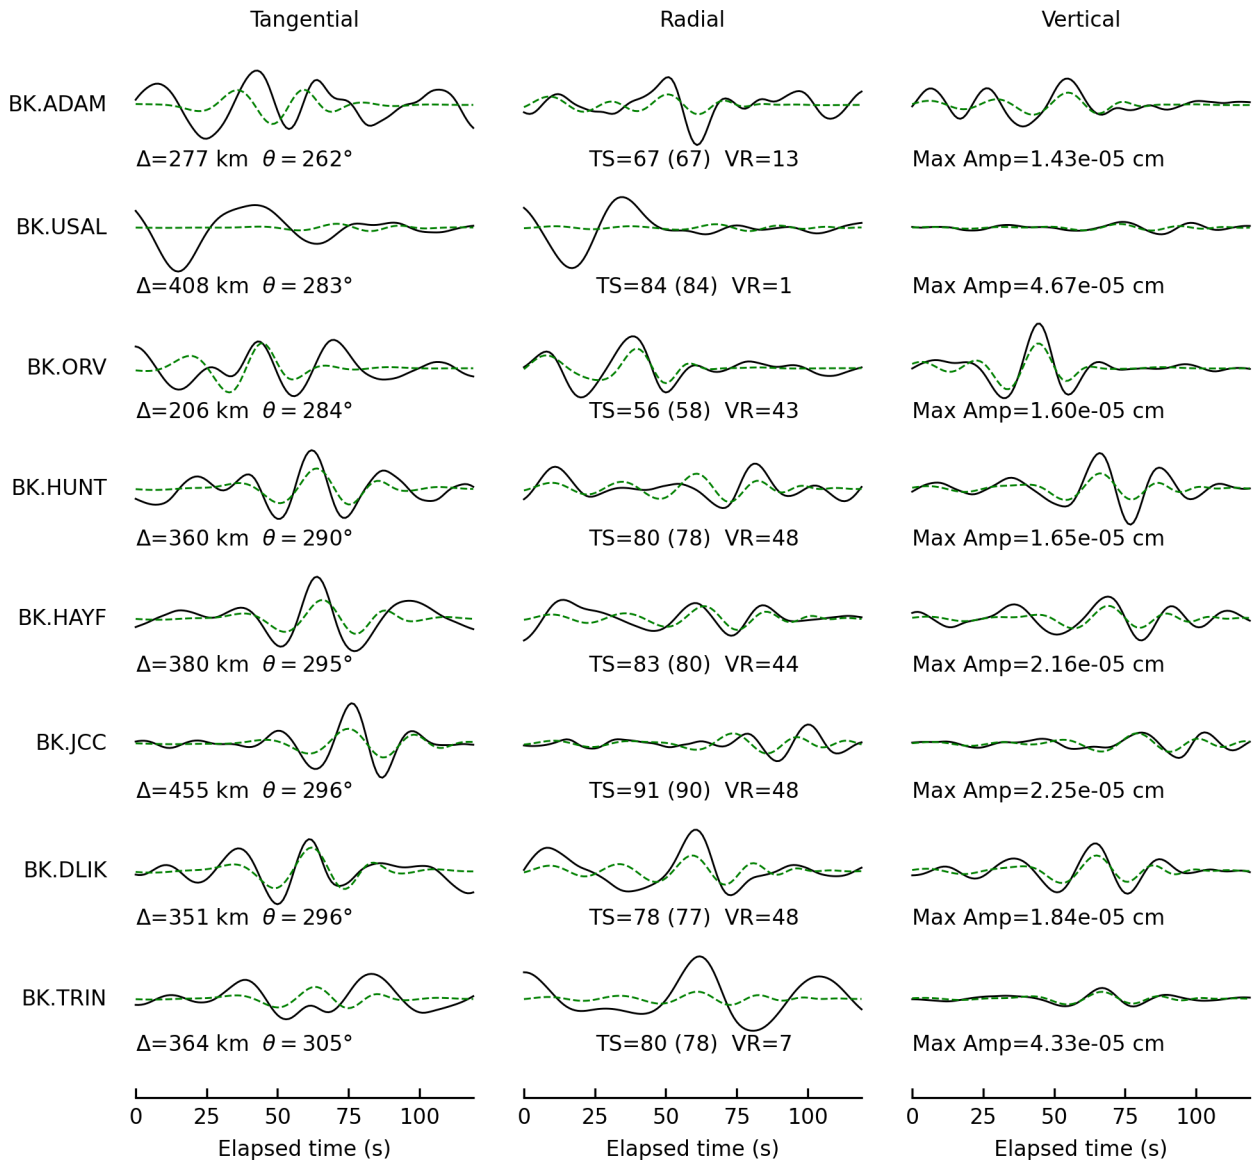 Tangential Radial Vertical
BK.ADAM
Δ=277 km θ=262° TS=67 (67) VR=13 Max Amp=1.43e-05 cm
BK.USAL
Δ=408 km θ=283° TS=84 (84) VR=1 Max Amp=4.67e-05 cm
BK.ORV
Δ=206 km θ=284° TS=56 (58) VR=43 Max Amp=1.60e-05 cm
BK.HUNT
Δ=360 km θ=290° TS=80 (78) VR=48 Max Amp=1.65e-05 cm
BK.HAYF
Δ=380 km θ=295° TS=83 (80) VR=44 Max Amp=2.16e-05 cm
BK.JCC
Δ=455 km θ=296° TS=91 (90) VR=48 Max Amp=2.25e-05 cm
BK.DLIK
Δ=351 km θ=296° TS=78 (77) VR=48 Max Amp=1.84e-05 cm
BK.TRIN
Δ=364 km θ=305° TS=80 (78) VR=7 Max Amp=4.33e-05 cm
0 25 50 75 100 0 25 50 75 100 0 25 50 75 100
Elapsed time (s) Elapsed time (s) Elapsed time (s)